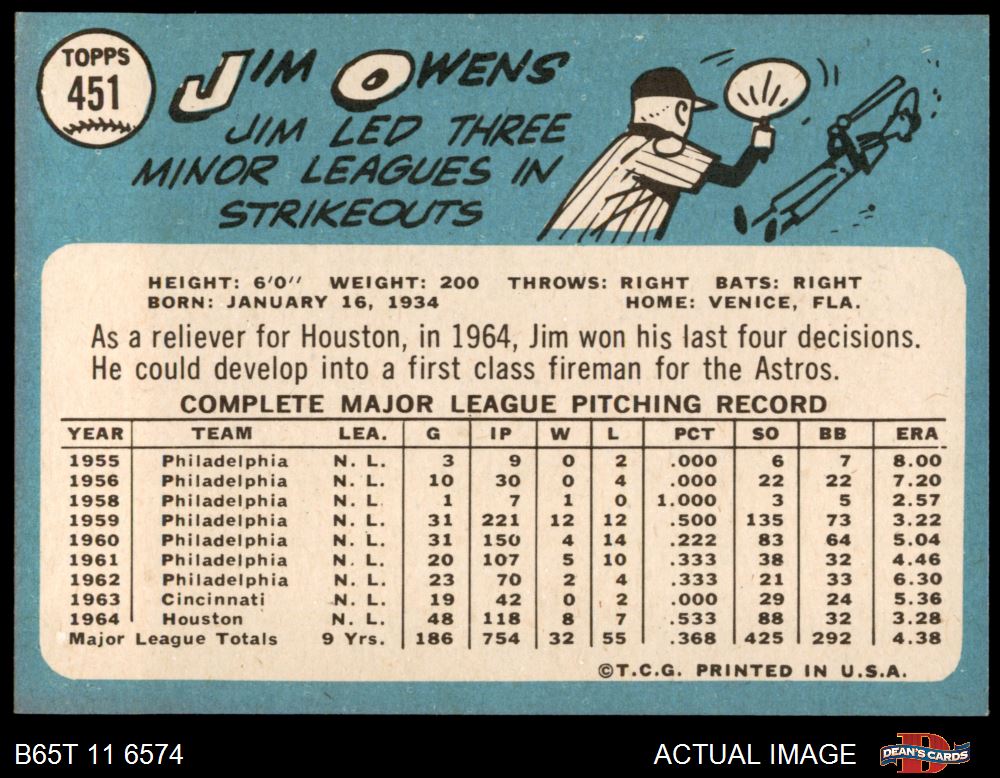 TOPPS
451
JIM OWENS
JIM LED THREE
MINOR LEAGUES IN
STRIKEOUTS
HEIGHT: 6'0" WEIGHT: 200 THROWS: RIGHT BATS: RIGHT
BORN: JANUARY 16, 1934 HOME: VENICE, FLA.
As a reliever for Houston, in 1964, Jim won his last four decisions.
He could develop into a first class fireman for the Astros.
COMPLETE MAJOR LEAGUE PITCHING RECORD
YEAR TEAM LEA. G IP W L PCT SO BB ERA
1955 Philadelphia N. L. 3 9 0 2 .000 6 7 8.00
1956 Philadelphia N. L. 10 30 0 4 .000 22 22 7.20
1958 Philadelphia N. L. 1 7 1 0 1.000 3 5 2.57
1959 Philadelphia N. L. 31 221 12 12 .500 135 73 3.22
1960 Philadelphia N. L. 31 150 4 14 .222 83 64 5.04
1961 Philadelphia N. L. 20 107 5 10 .333 38 32 4.46
1962 Philadelphia N. L. 23 70 2 4 .333 21 33 6.30
1963 Cincinnati N. L. 19 42 0 2 .000 29 24 5.36
1964 Houston N. L. 48 118 8 7 .533 88 32 3.28
Major League Totals 9 Yrs. 186 754 32 55 .368 425 292 4.38
©T.C.G. PRINTED IN U.S.A.
B65T 11 6574 ACTUAL IMAGE DEAN'S CARDS